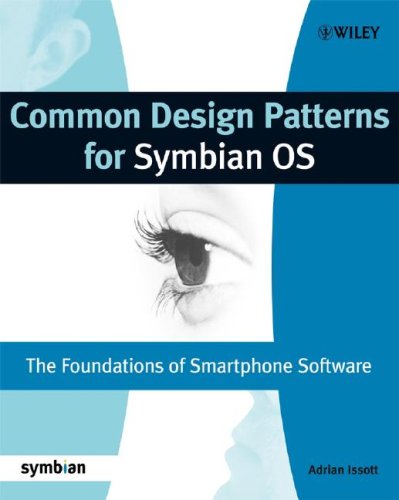 WILEY
Common Design Patterns
for Symbian OS
The Foundations of Smartphone Software
symbian
Adrian Issott